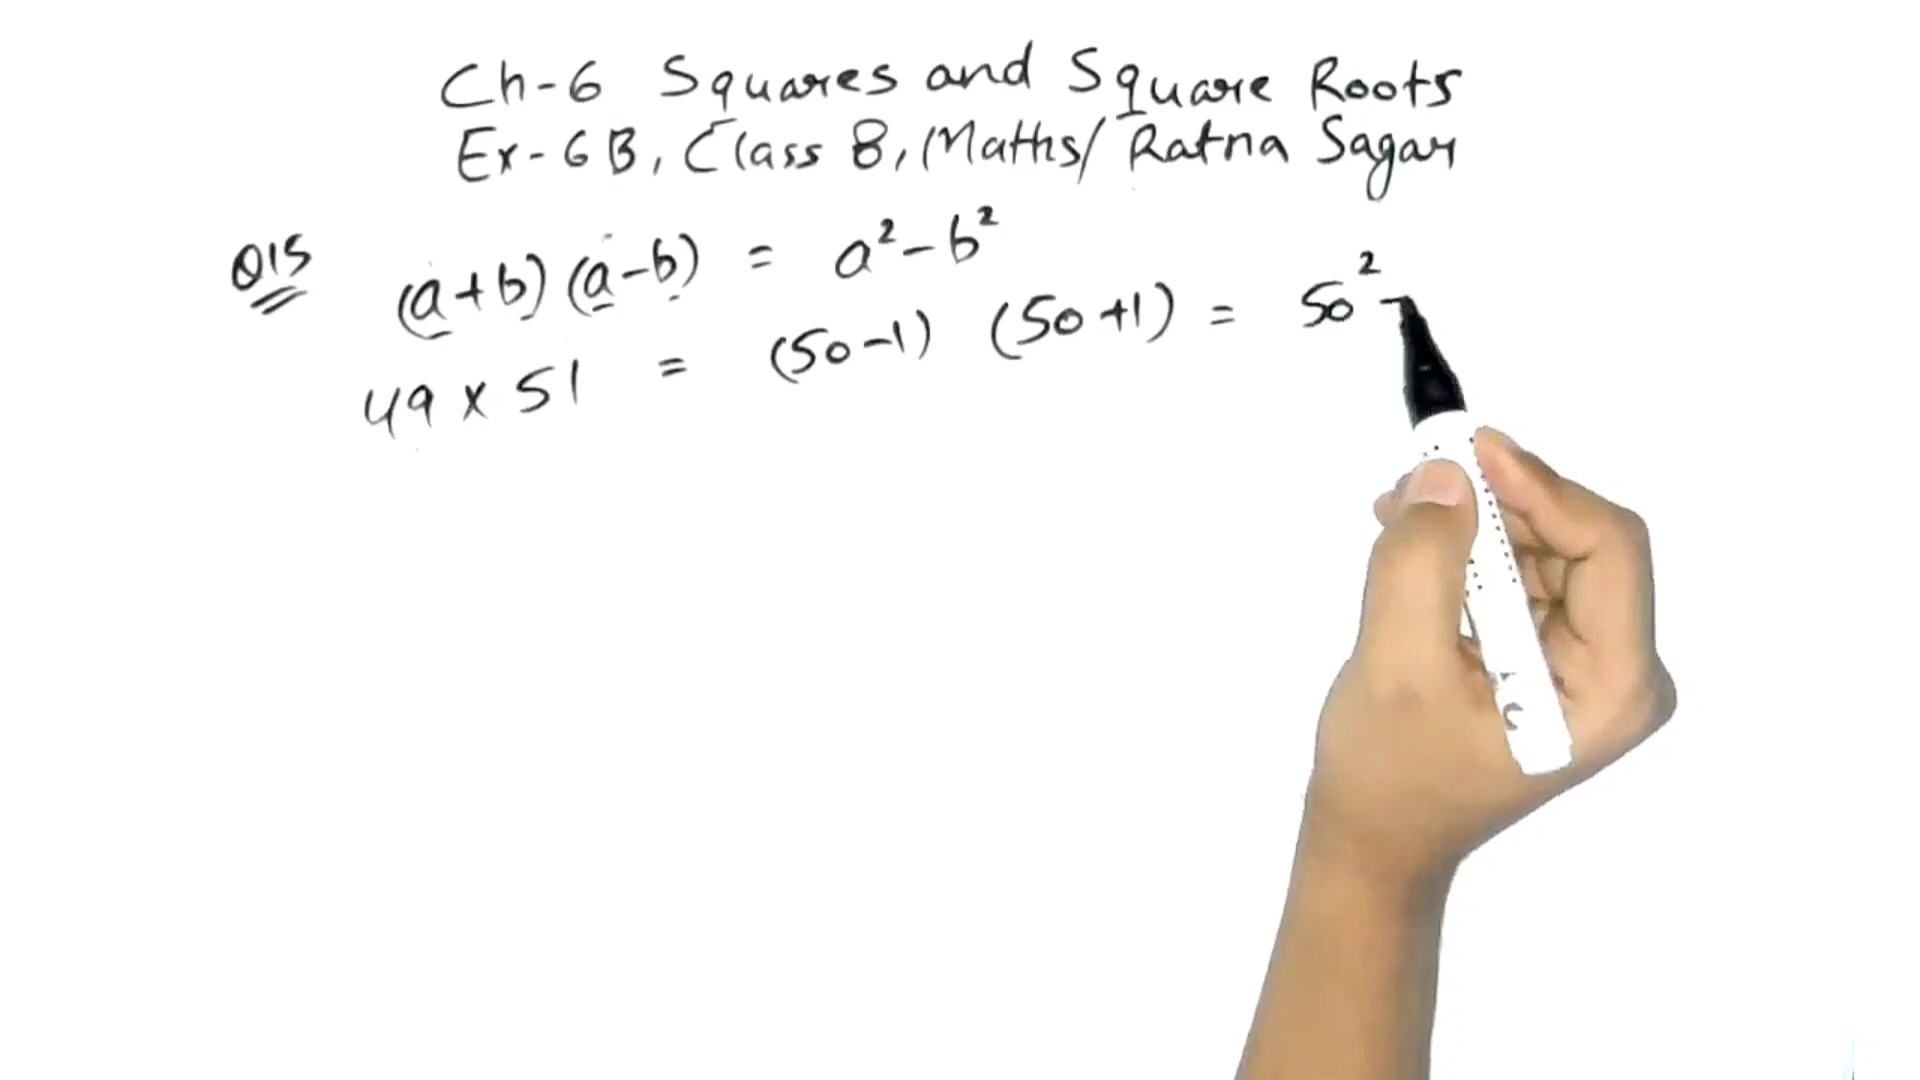 Ch-6 Squares and Square Roots
Ex-6B, Class 8, Maths/Ratna Sagar
Q15 (a+b)(a-b) = a²-b²
49 x 51 = (50-1) (50+1) = 50² -